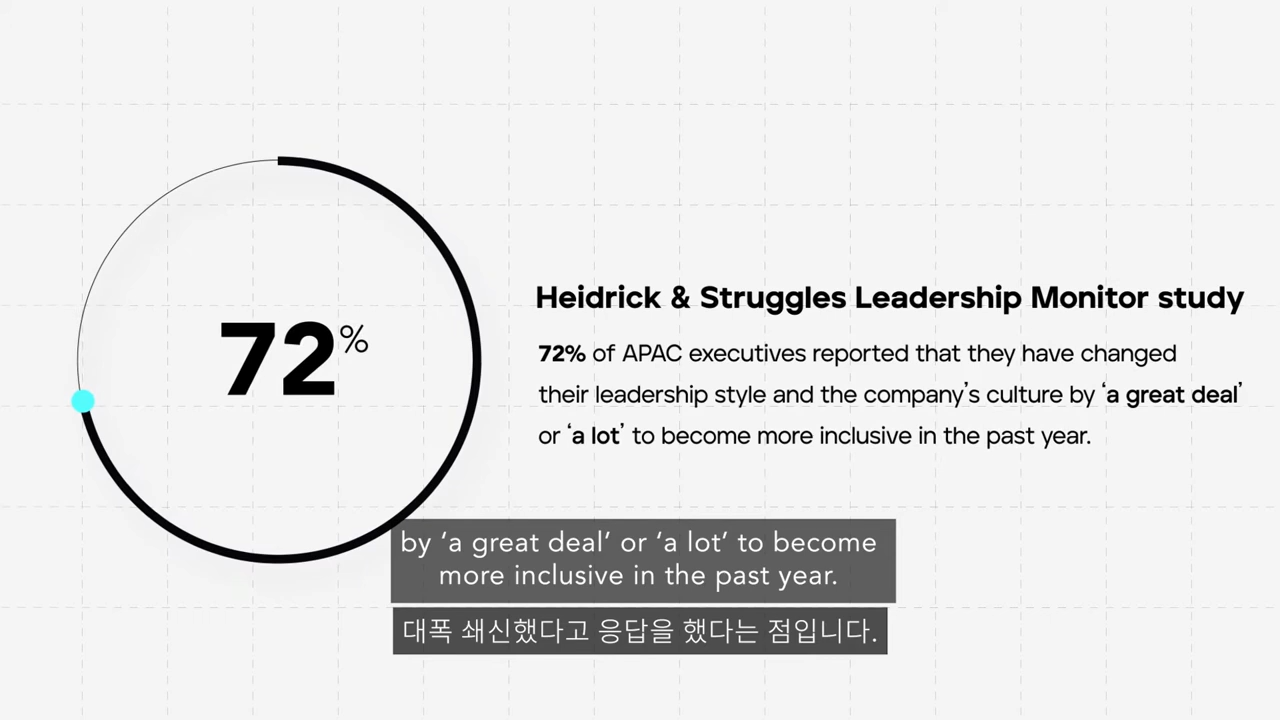 72%
Heidrick & Struggles Leadership Monitor study
72% of APAC executives reported that they have changed
their leadership style and the company's culture by ‘a great deal’
or ‘a lot’ to become more inclusive in the past year.
by ‘a great deal’ or ‘a lot’ to become
more inclusive in the past year.
대폭 쇄신했다고 응답을 했다는 점입니다.